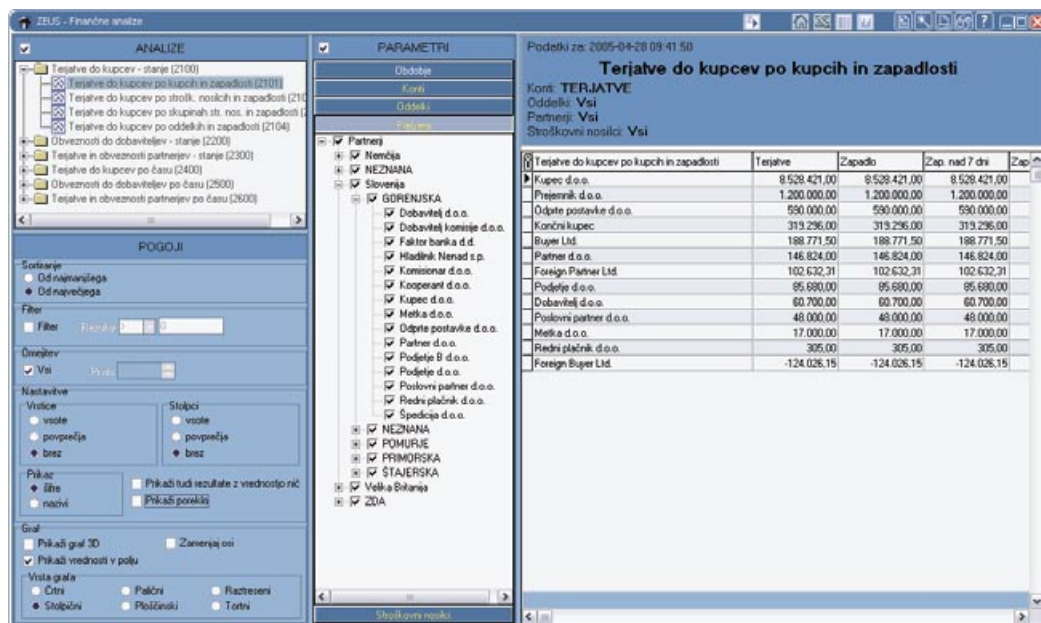 ZEUS - Finančne analize
ANALIZE
Terjatve do kupcev - stanje (2100)
Terjatve do kupcev po kupcih in zapadlosti (2101)
Terjatve do kupcev po strošk. nosilcih in zapadlosti (210
Terjatve do kupcev po skupinah str. nos. in zapadlosti (2
Terjatve do kupcev po oddelkih in zapadlosti (2104)
Obveznosti do dobaviteljev - stanje (2200)
Terjatve in obveznosti partnerjev - stanje (2300)
Terjatve do kupcev po času (2400)
Obveznosti do dobaviteljev po času (2500)
Terjatve in obveznosti partnerjev po času (2600)
POGOJI
Sortiranje
Od najmanjšega
Od največjega
Filter
Filter
Omejitev
Vsi
Nastavitve
Vrstice
vsote
povprečja
brez
Stolpci
vsote
povprečja
brez
Prikaz
šifre
nazivi
Prikaži tudi rezultate z vrednostjo nič
Prikaži poreklo
Graf
Prikaži graf 3D
Zamenjaj osi
Prikaži vrednosti v polju
Vrsta grafa
Črtni
Palični
Raztreseni
Stolpični
Ploščinski
Tortni
PARAMETRI
Obdobje
Konti
Oddelki
Partnerji
Partnerji
Nemčija
NEZNANA
Slovenija
GORENJSKA
Dobavitelj d.o.o.
Dobavitelj komisije d.o.o.
Faktor banka d.d.
Hladilnik Nenad s.p.
Komisionar d.o.o.
Kooperant d.o.o.
Kupec d.o.o.
Metka d.o.o.
Odprte postavke d.o.o.
Partner d.o.o.
Podjetje B d.o.o.
Podjetje d.o.o.
Poslovni partner d.o.o.
Redni plačnik d.o.o.
Špedicija d.o.o.
NEZNANA
POMURJE
PRIMORSKA
ŠTAJERSKA
Velika Britanija
ZDA
Stroškovni nosilci
Podatki za: 2005-04-28 09:41:50
Terjatve do kupcev po kupcih in zapadlosti
Konti: TERJATVE
Oddelki: Vsi
Partnerji: Vsi
Stroškovni nosilci: Vsi
Terjatve do kupcev po kupcih in zapadlosti Terjatve Zapadlo Zap. nad 7 dni Zap
Kupec d.o.o. 8.528.421,00 8.528.421,00 8.528.421,00
Prejemnik d.o.o. 1.200.000,00 1.200.000,00 1.200.000,00
Odprte postavke d.o.o. 590.000,00 590.000,00 590.000,00
Končni kupec 319.296,00 319.296,00 319.296,00
Buyer Ltd. 188.771,50 188.771,50 188.771,50
Partner d.o.o. 146.824,00 146.824,00 146.824,00
Foreign Partner Ltd. 102.632,31 102.632,31 102.632,31
Podjetje d.o.o. 85.680,00 85.680,00 85.680,00
Dobavitelj d.o.o. 60.700,00 60.700,00 60.700,00
Poslovni partner d.o.o. 48.000,00 48.000,00 48.000,00
Metka d.o.o. 17.000,00 17.000,00 17.000,00
Redni plačnik d.o.o. 305,00 305,00 305,00
Foreign Buyer Ltd. -124.026,15 -124.026,15 -124.026,15